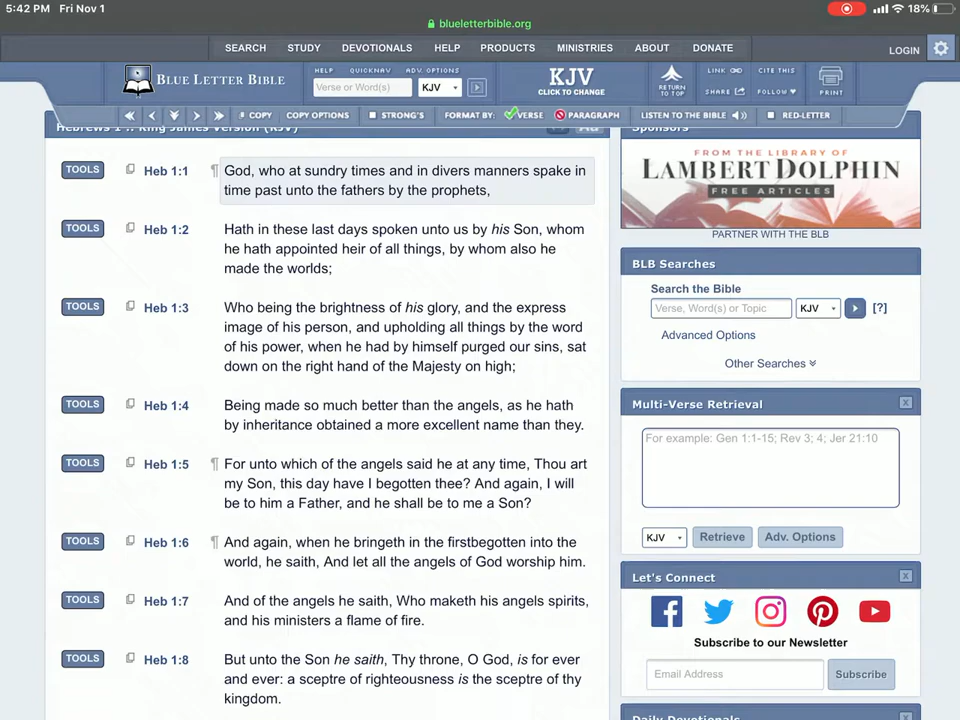 5:42 PM Fri Nov 1
18%
blueletterbible.org
SEARCH STUDY DEVOTIONALS HELP PRODUCTS MINISTRIES ABOUT DONATE
LOGIN
BLUE LETTER BIBLE
HELP QUICKNAV ADV OPTIONS
Verse or Word(s) KJV
KJV
CLICK TO CHANGE
RETURN
TO TOP
LINK CITE THIS
SHARE FOLLOW
PRINT
COPY COPY OPTIONS STRONG'S FORMAT BY: VERSE PARAGRAPH LISTEN TO THE BIBLE RED-LETTER
Hebrews 1 :: King James Version (KJV)
TOOLS Heb 1:1 ¶ God, who at sundry times and in divers manners spake in
time past unto the fathers by the prophets,
TOOLS Heb 1:2 Hath in these last days spoken unto us by his Son, whom
he hath appointed heir of all things, by whom also he
made the worlds;
TOOLS Heb 1:3 Who being the brightness of his glory, and the express
image of his person, and upholding all things by the word
of his power, when he had by himself purged our sins, sat
down on the right hand of the Majesty on high;
TOOLS Heb 1:4 Being made so much better than the angels, as he hath
by inheritance obtained a more excellent name than they.
TOOLS Heb 1:5 ¶ For unto which of the angels said he at any time, Thou art
my Son, this day have I begotten thee? And again, I will
be to him a Father, and he shall be to me a Son?
TOOLS Heb 1:6 ¶ And again, when he bringeth in the firstbegotten into the
world, he saith, And let all the angels of God worship him.
TOOLS Heb 1:7 And of the angels he saith, Who maketh his angels spirits,
and his ministers a flame of fire.
TOOLS Heb 1:8 But unto the Son he saith, Thy throne, O God, is for ever
and ever: a sceptre of righteousness is the sceptre of thy
kingdom.
Sponsors
FROM THE LIBRARY OF
LAMBERT DOLPHIN
FREE ARTICLES
PARTNER WITH THE BLB
BLB Searches
Search the Bible
Verse, Word(s) or Topic KJV [?]
Advanced Options
Other Searches
Multi-Verse Retrieval x
For example: Gen 1:1-15; Rev 3; 4; Jer 21:10
KJV Retrieve Adv. Options
Let's Connect x
Subscribe to our Newsletter
Email Address Subscribe
Daily Devotionals x